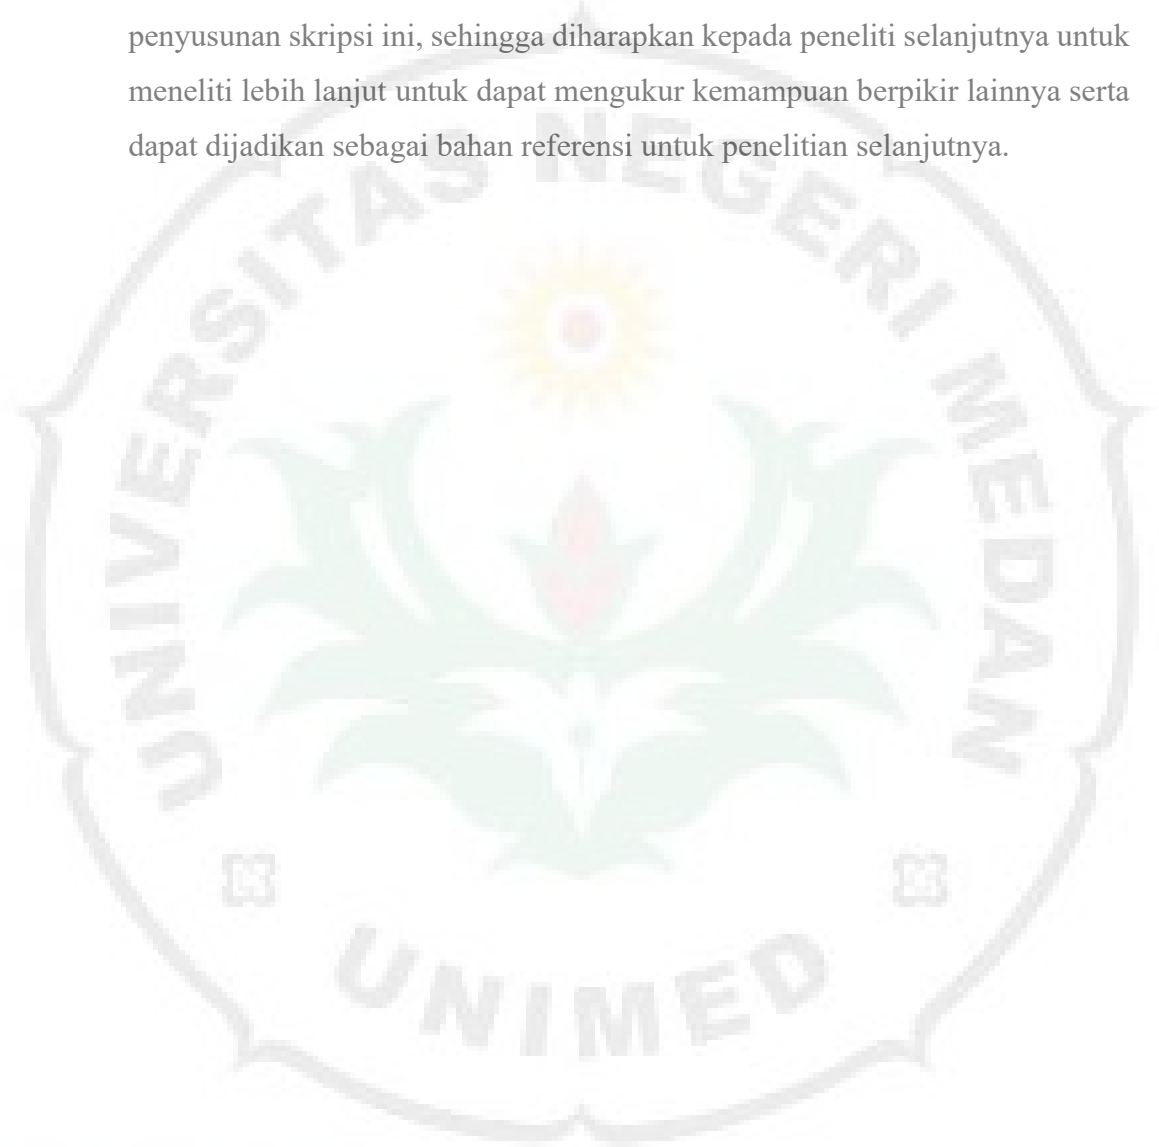 penyusunan skripsi ini, sehingga diharapkan kepada peneliti selanjutnya untuk
meneliti lebih lanjut untuk dapat mengukur kemampuan berpikir lainnya serta
dapat dijadikan sebagai bahan referensi untuk penelitian selanjutnya.
UNIVERSITAS NEGERI MEDAN
UNIMED